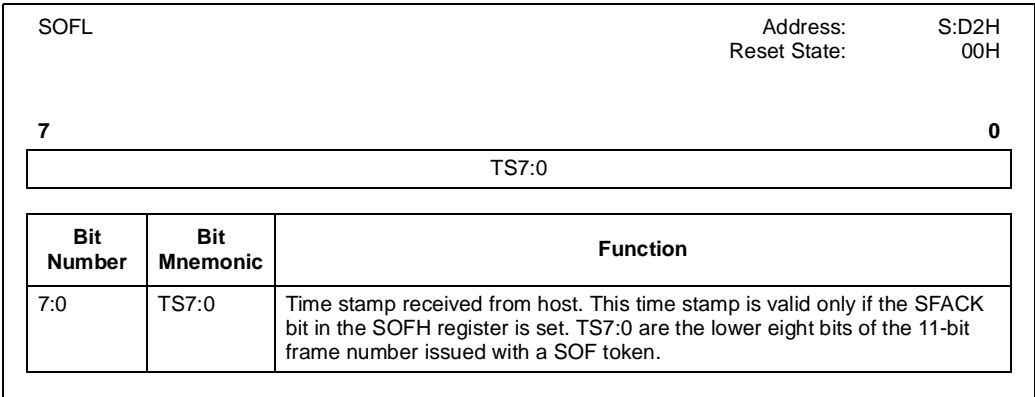 SOFL Address: S:D2H
Reset State: 00H
7 0
TS7:0
Bit Number Bit Mnemonic Function
7:0 TS7:0 Time stamp received from host. This time stamp is valid only if the SFACK
bit in the SOFH register is set. TS7:0 are the lower eight bits of the 11-bit
frame number issued with a SOF token.